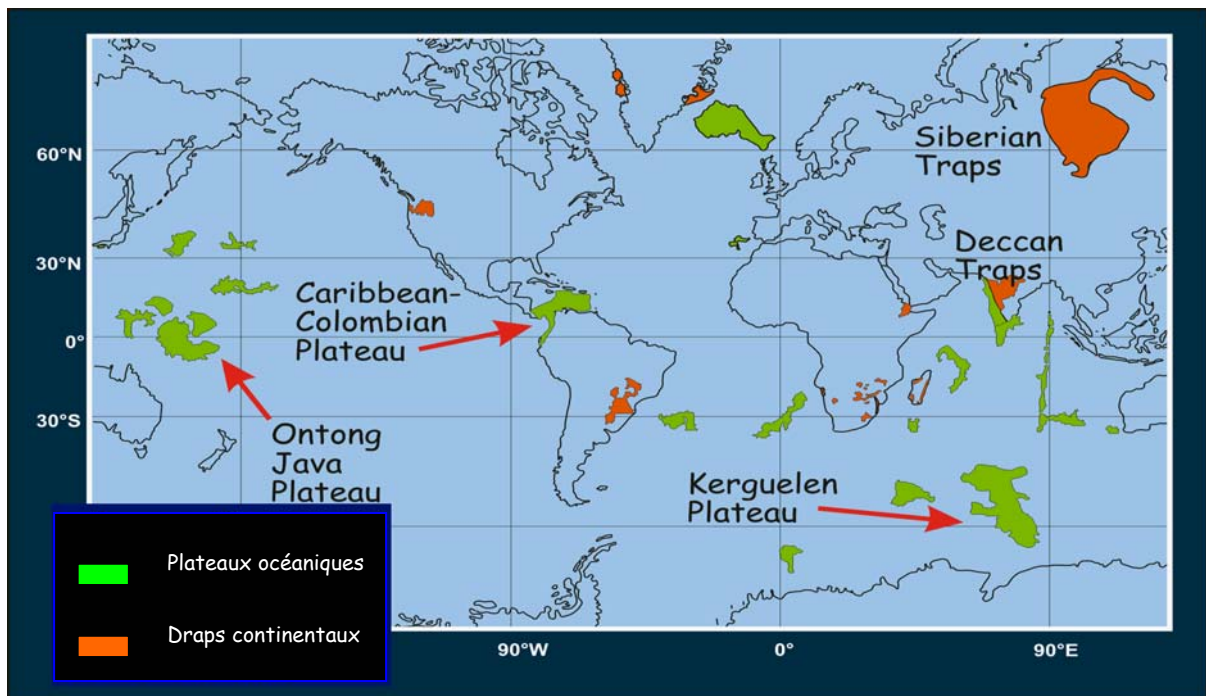 60°N
30°N
0°
30°S
Siberian
Traps
Deccan
Traps
Caribbean-
Colombian
Plateau
Ontong
Java
Plateau
Kerguelen
Plateau
Plateaux océaniques
Draps continentaux
90°W
0°
90°E